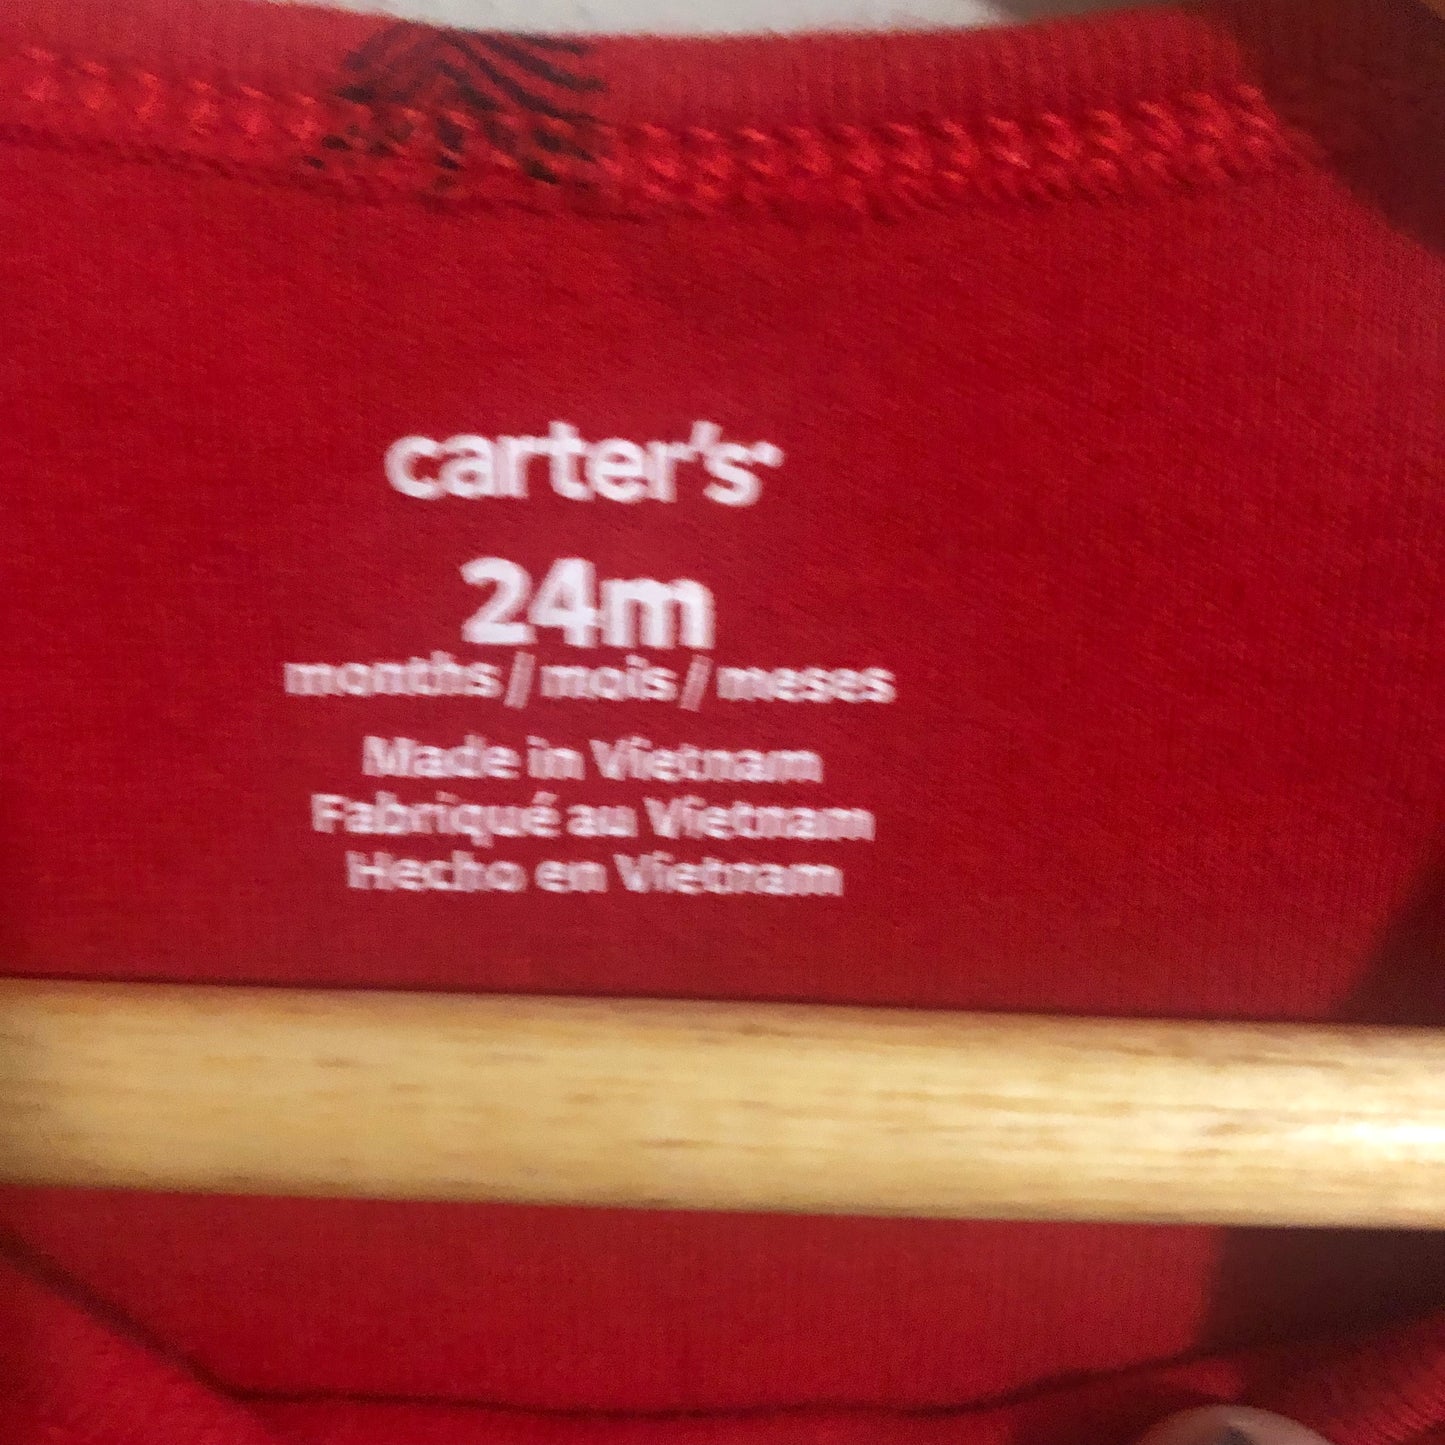 carter's
24m
months / mois / meses
Made in Vietnam
Fabriqué au Vietnam
Hecho en Vietnam